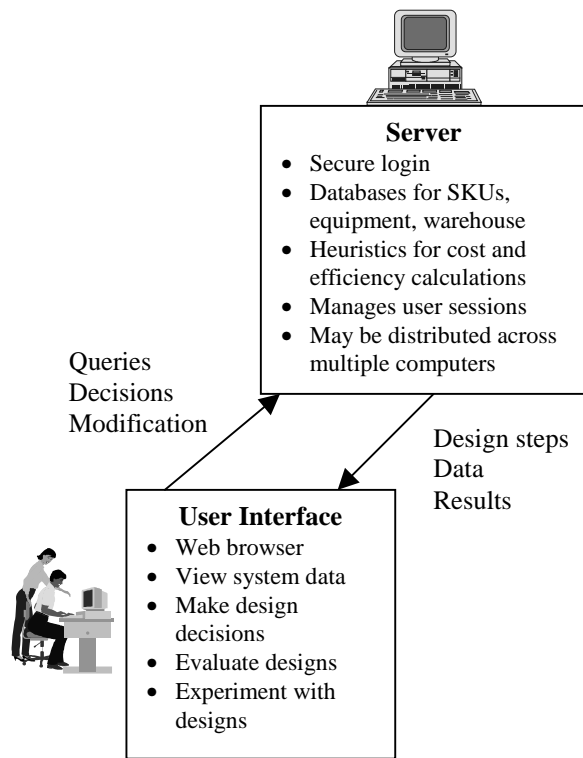 Server
• Secure login
• Databases for SKUs,
equipment, warehouse
• Heuristics for cost and
efficiency calculations
• Manages user sessions
• May be distributed across
multiple computers
Queries
Decisions
Modification
Design steps
Data
Results
User Interface
• Web browser
• View system data
• Make design
decisions
• Evaluate designs
• Experiment with
designs